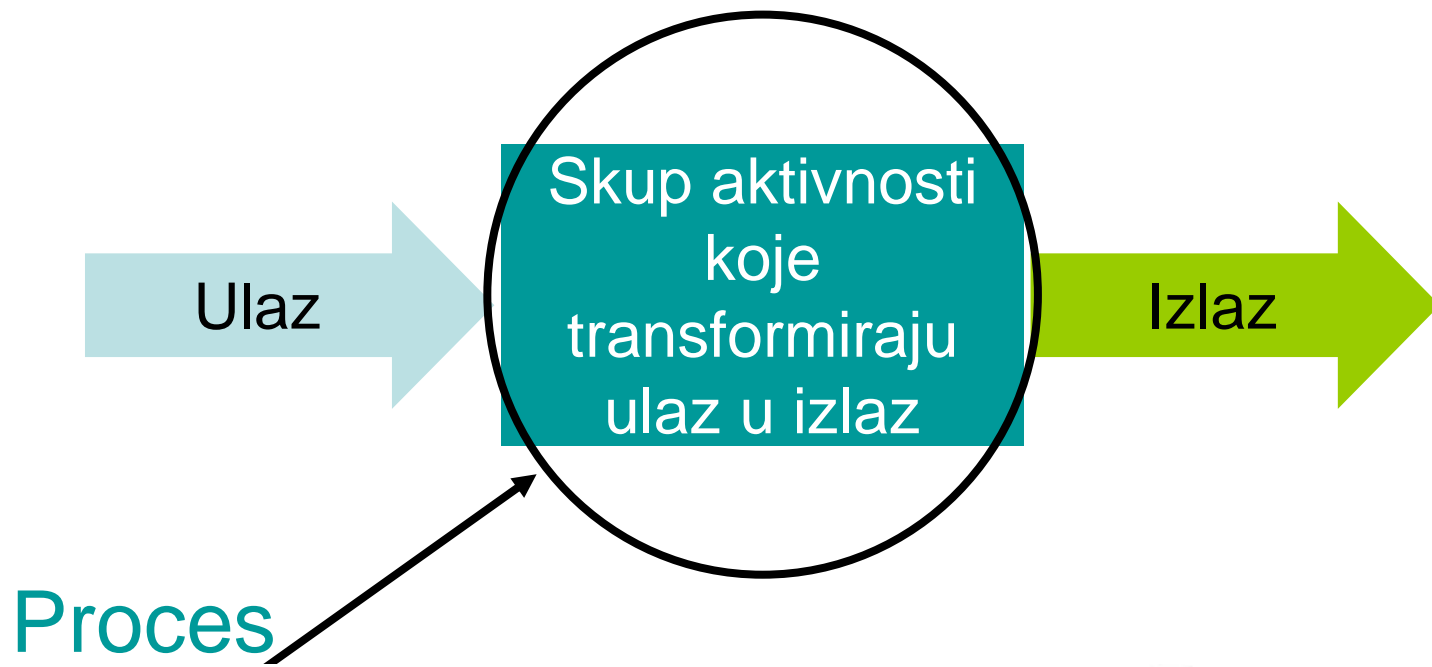 Ulaz
Skup aktivnosti
koje
transformiraju
ulaz u izlaz
Izlaz
Proces